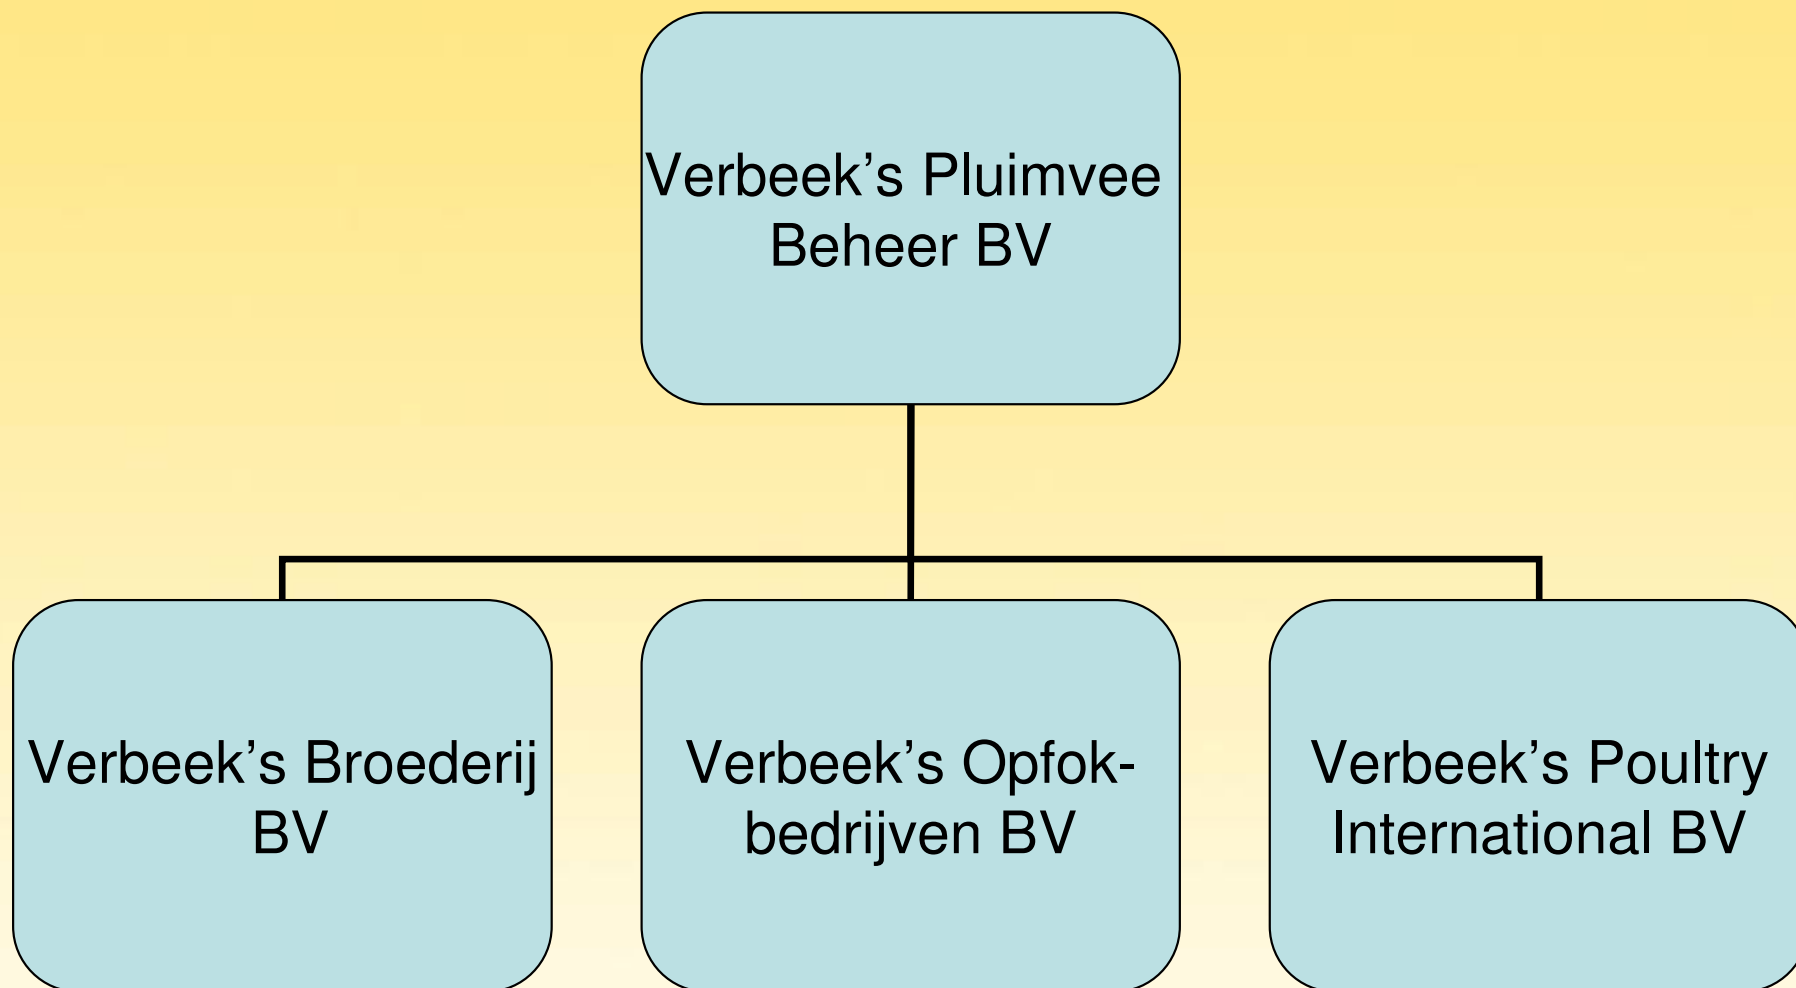 Verbeek’s Pluimvee
Beheer BV
Verbeek’s Broederij
BV
Verbeek’s Opfok-
bedrijven BV
Verbeek’s Poultry
International BV